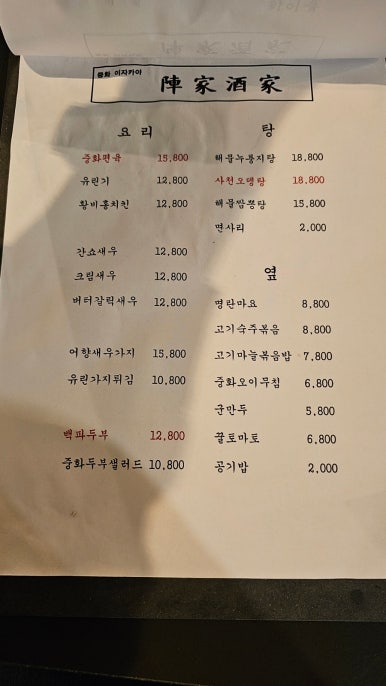 중화 이자카야
陣家酒家
요리
중화편육 15,800
유린기 12,800
황비홍치킨 12,800
간쇼새우 12,800
크림새우 12,800
버터갈릭새우 12,800
어향새우가지 15,800
유린가지튀김 10,800
백파두부 12,800
중화두부샐러드 10,800
탕
해물누룽지탕 18,800
사천오뎅탕 18,800
해물짬뽕탕 15,800
면사리 2,000
옆
명란마요 8,800
고기숙주볶음 8,800
고기마늘볶음밥 7,800
중화오이무침 6,800
군만두 5,800
꿀토마토 6,800
공기밥 2,000